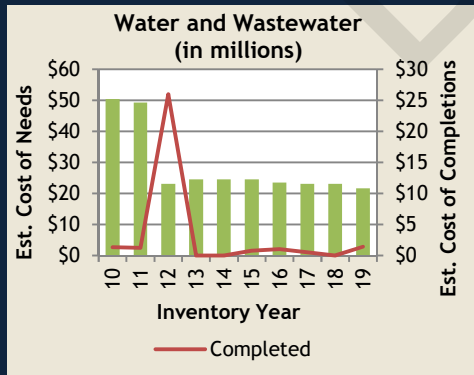 Water and Wastewater
(in millions)
Est. Cost of Needs
$60
$50
$40
$30
$20
$10
$0
$30
$25
$20
$15
$10
$5
$0
Est. Cost of Completions
10 11 12 13 14 15 16 17 18 19
Inventory Year
Completed